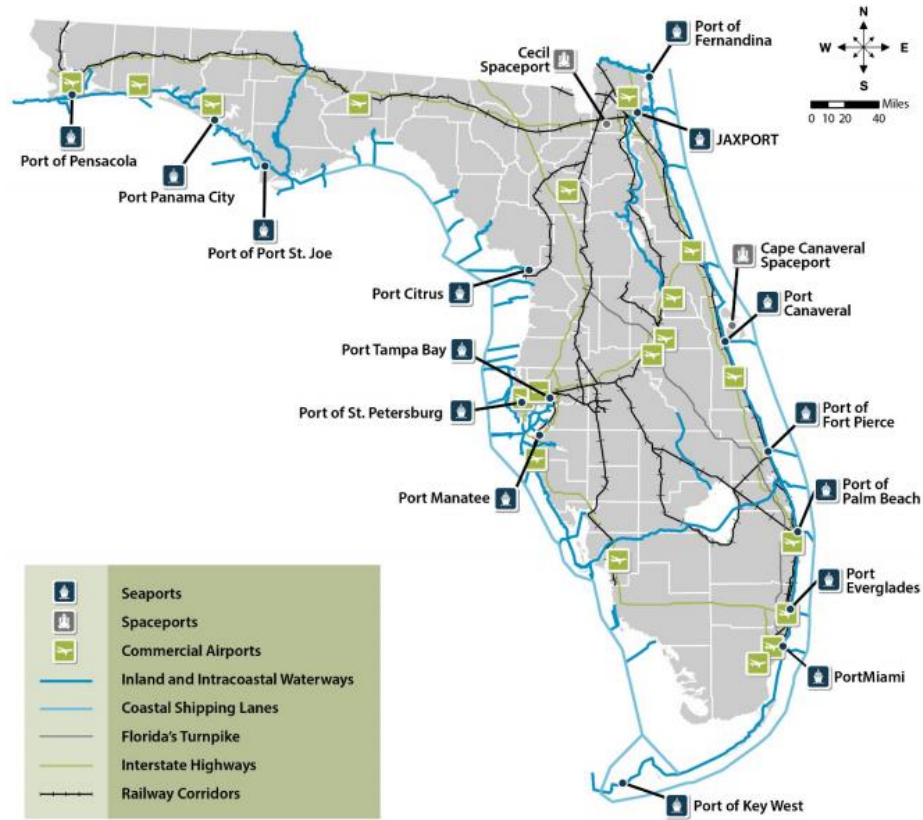 N
W E
S
Miles
0 10 20 40
Port of
Fernandina
Cecil
Spaceport
JAXPORT
Port of Pensacola
Port Panama City
Port of Port St. Joe
Cape Canaveral
Spaceport
Port Citrus
Port
Canaveral
Port Tampa Bay
Port of St. Petersburg
Port of
Fort Pierce
Port Manatee
Port of
Palm Beach
Port
Everglades
PortMiami
Port of Key West
Seaports
Spaceports
Commercial Airports
Inland and Intracoastal Waterways
Coastal Shipping Lanes
Florida's Turnpike
Interstate Highways
Railway Corridors